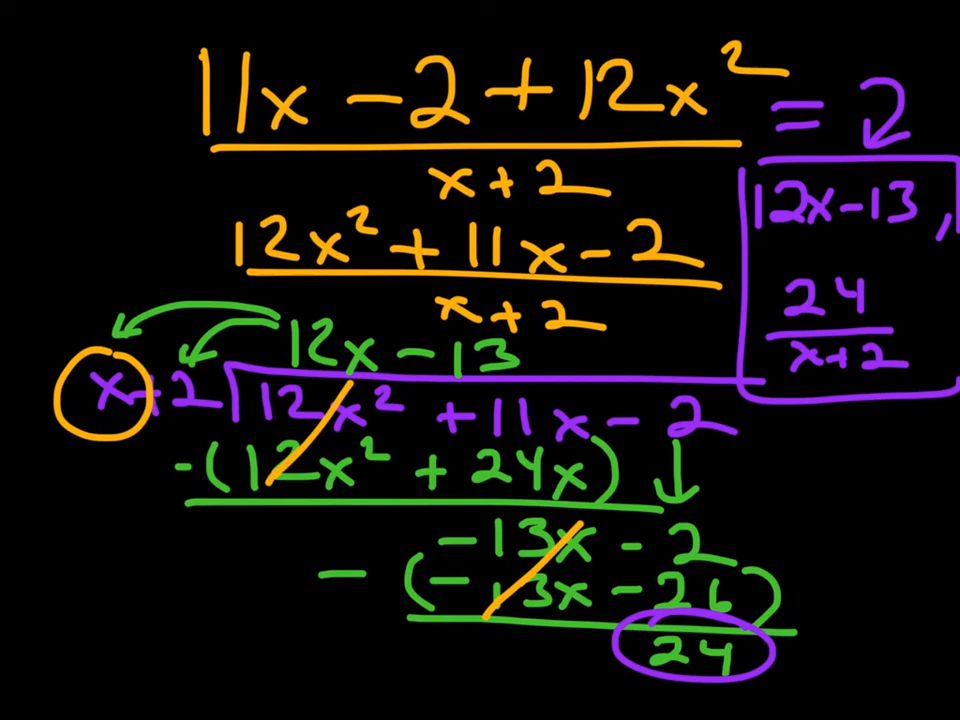 11x - 2 + 12x² = 2
x + 2
12x - 13,
12x² + 11x - 2
x + 2
24
x + 2
12x - 13
x + 2 12x² + 11x - 2
-(12x² + 24x)
-13x - 2
-(-13x - 26)
24